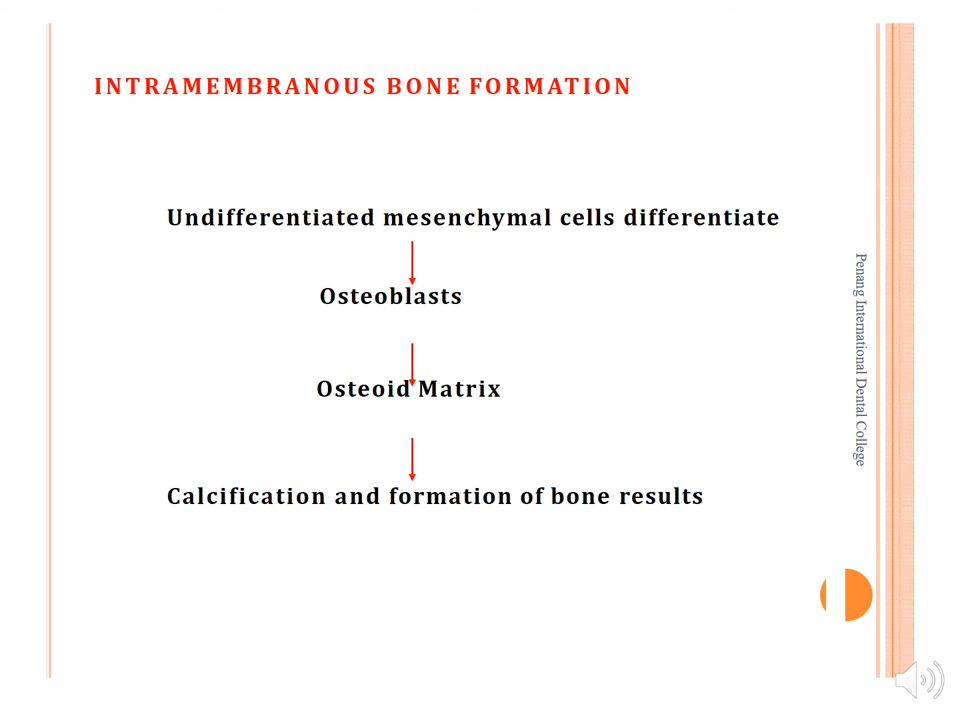 INTRAMEMBRANOUS BONE FORMATION
Undifferentiated mesenchymal cells differentiate
Osteoblasts
Osteoid Matrix
Calcification and formation of bone results
Penang International Dental College